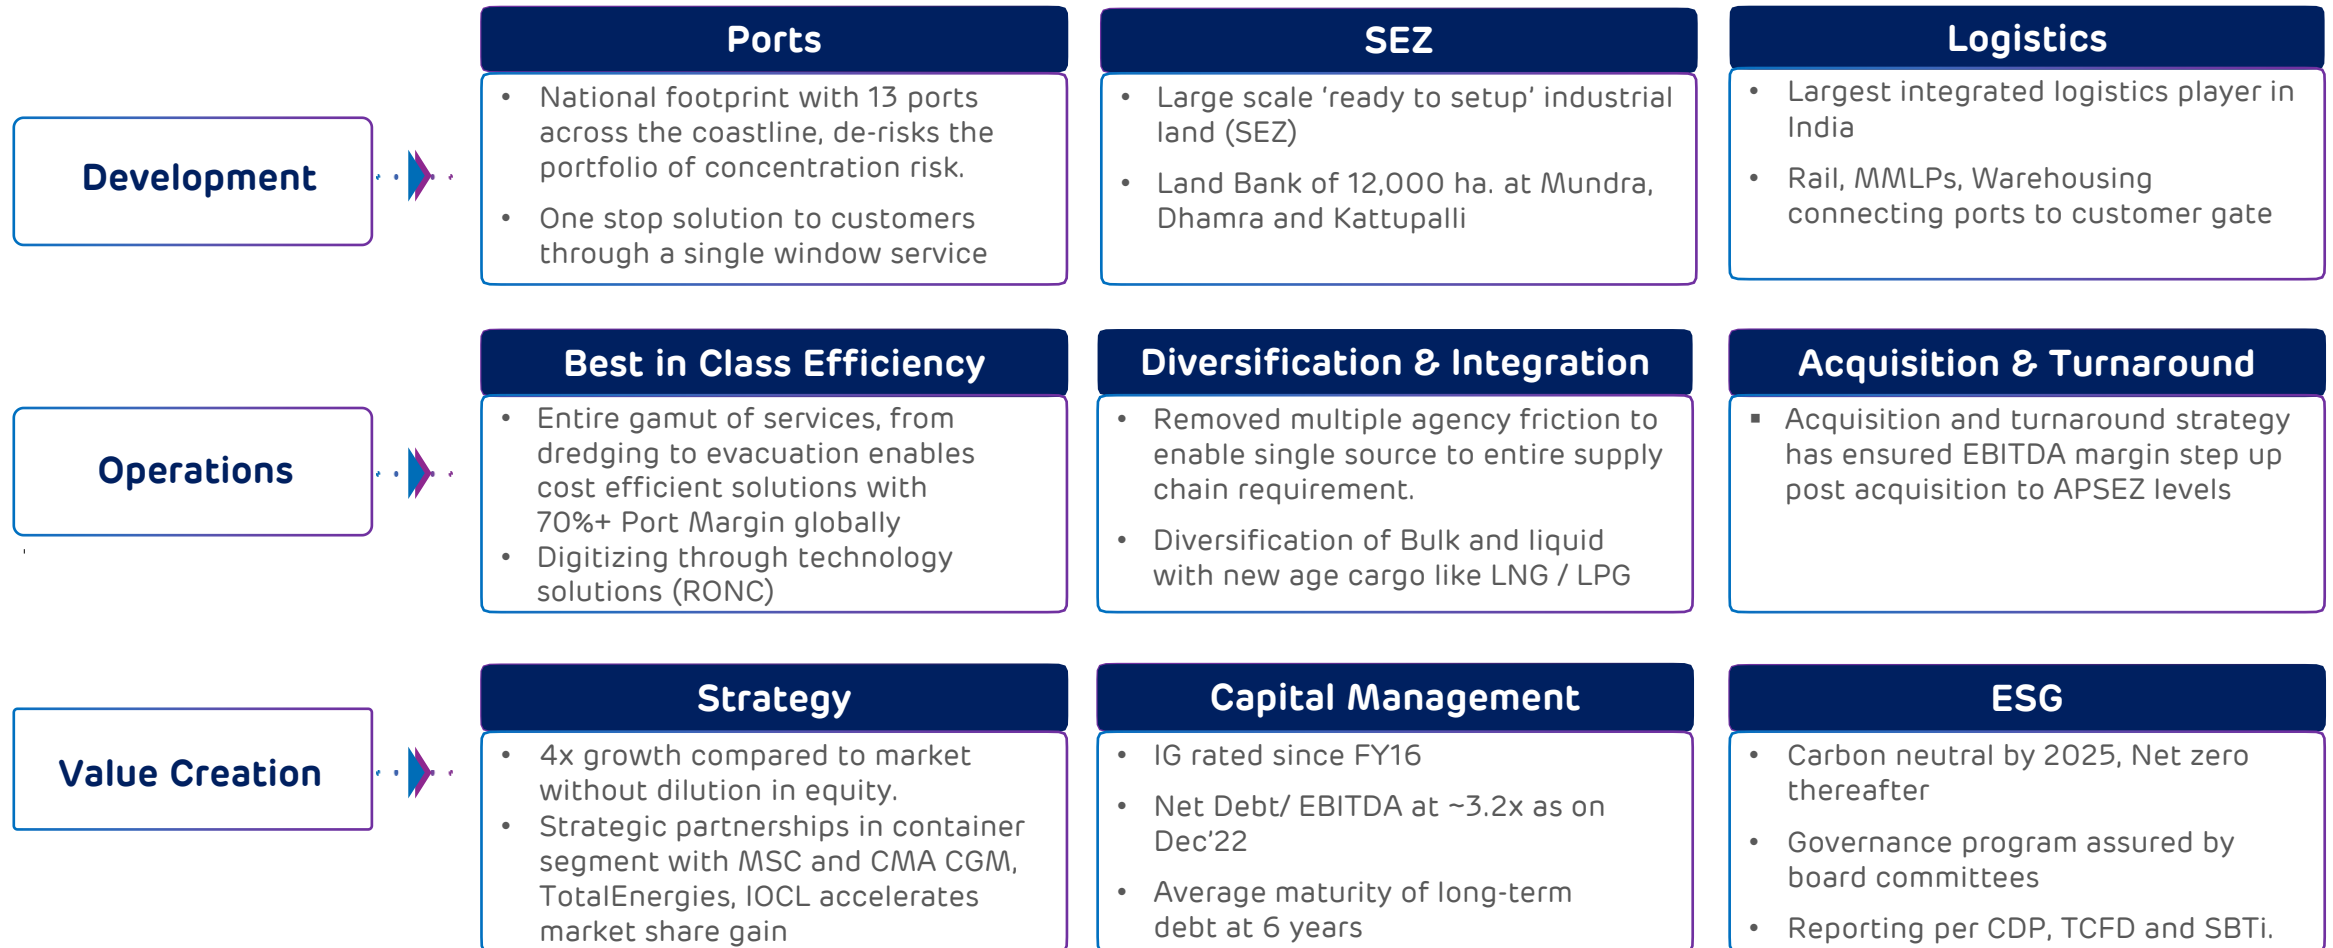 Development
Ports
• National footprint with 13 ports
across the coastline, de-risks the
portfolio of concentration risk.
• One stop solution to customers
through a single window service
SEZ
• Large scale ‘ready to setup’ industrial
land (SEZ)
• Land Bank of 12,000 ha. at Mundra,
Dhamra and Kattupalli
Logistics
• Largest integrated logistics player in
India
• Rail, MMLPs, Warehousing
connecting ports to customer gate
Operations
Best in Class Efficiency
• Entire gamut of services, from
dredging to evacuation enables
cost efficient solutions with
70%+ Port Margin globally
• Digitizing through technology
solutions (RONC)
Diversification & Integration
• Removed multiple agency friction to
enable single source to entire supply
chain requirement.
• Diversification of Bulk and liquid
with new age cargo like LNG / LPG
Acquisition & Turnaround
▪ Acquisition and turnaround strategy
has ensured EBITDA margin step up
post acquisition to APSEZ levels
Value Creation
Strategy
• 4x growth compared to market
without dilution in equity.
• Strategic partnerships in container
segment with MSC and CMA CGM,
TotalEnergies, IOCL accelerates
market share gain
Capital Management
• IG rated since FY16
• Net Debt/ EBITDA at ~3.2x as on
Dec’22
• Average maturity of long-term
debt at 6 years
ESG
• Carbon neutral by 2025, Net zero
thereafter
• Governance program assured by
board committees
• Reporting per CDP, TCFD and SBTi.